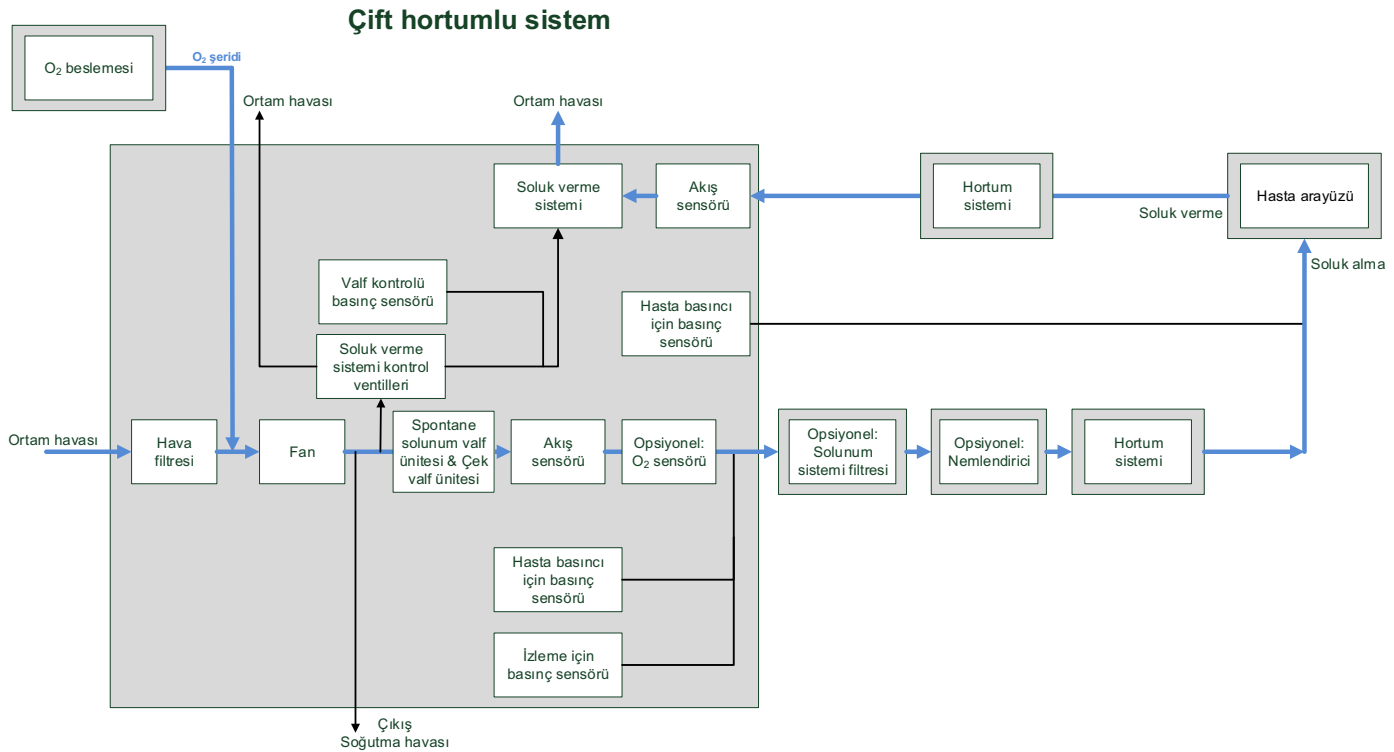 Çift hortumlu sistem
O₂ beslemesi
O₂ şeridi
Ortam havası
Ortam havası
Soluk verme
sistemi
Akış
sensörü
Hortum
sistemi
Hasta arayüzü
Soluk verme
Soluk alma
Valf kontrolü
basınç sensörü
Hasta basıncı
için basınç
sensörü
Soluk verme
sistemi kontrol
ventilleri
Ortam havası
Hava
filtresi
Fan
Spontane
solunum valf
ünitesi & Çek
valf ünitesi
Akış
sensörü
Opsiyonel:
O₂ sensörü
Opsiyonel:
Solunum
sistemi filtresi
Opsiyonel:
Nemlendirici
Hortum
sistemi
Hasta basıncı
için basınç
sensörü
İzleme için
basınç sensörü
Çıkış
Soğutma havası